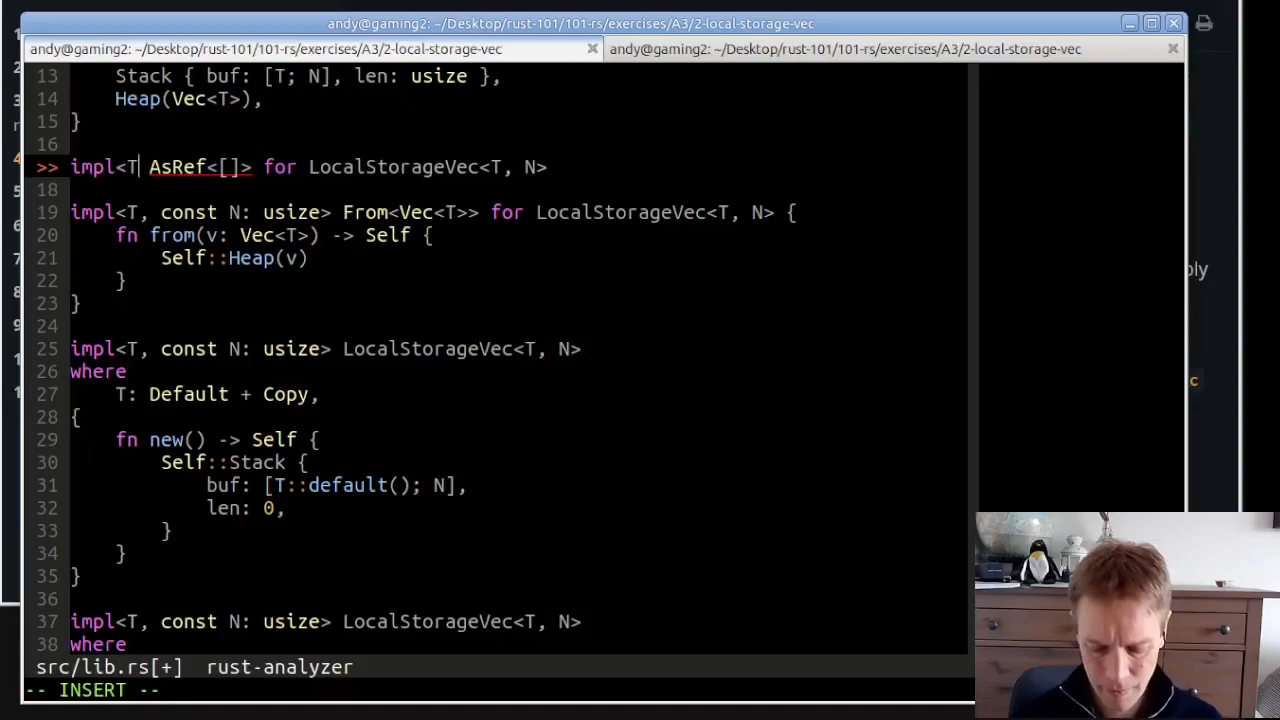 andy@gaming2: ~/Desktop/rust-101/101-rs/exercises/A3/2-local-storage-vec
andy@gaming2: ~/Desktop/rust-101/101-rs/exercises/A3/2-local-storage-vec
andy@gaming2: ~/Desktop/rust-101/101-rs/exercises/A3/2-local-storage-vec
13     Stack { buf: [T; N], len: usize },
14     Heap(Vec<T>),
15 }
16
>> impl<T AsRef<[]> for LocalStorageVec<T, N>
18
19 impl<T, const N: usize> From<Vec<T>> for LocalStorageVec<T, N> {
20     fn from(v: Vec<T>) -> Self {
21         Self::Heap(v)
22     }
23 }
24
25 impl<T, const N: usize> LocalStorageVec<T, N>
26 where
27     T: Default + Copy,
28 {
29     fn new() -> Self {
30         Self::Stack {
31             buf: [T::default(); N],
32             len: 0,
33         }
34     }
35 }
36
37 impl<T, const N: usize> LocalStorageVec<T, N>
38 where
src/lib.rs[+]  rust-analyzer
-- INSERT --